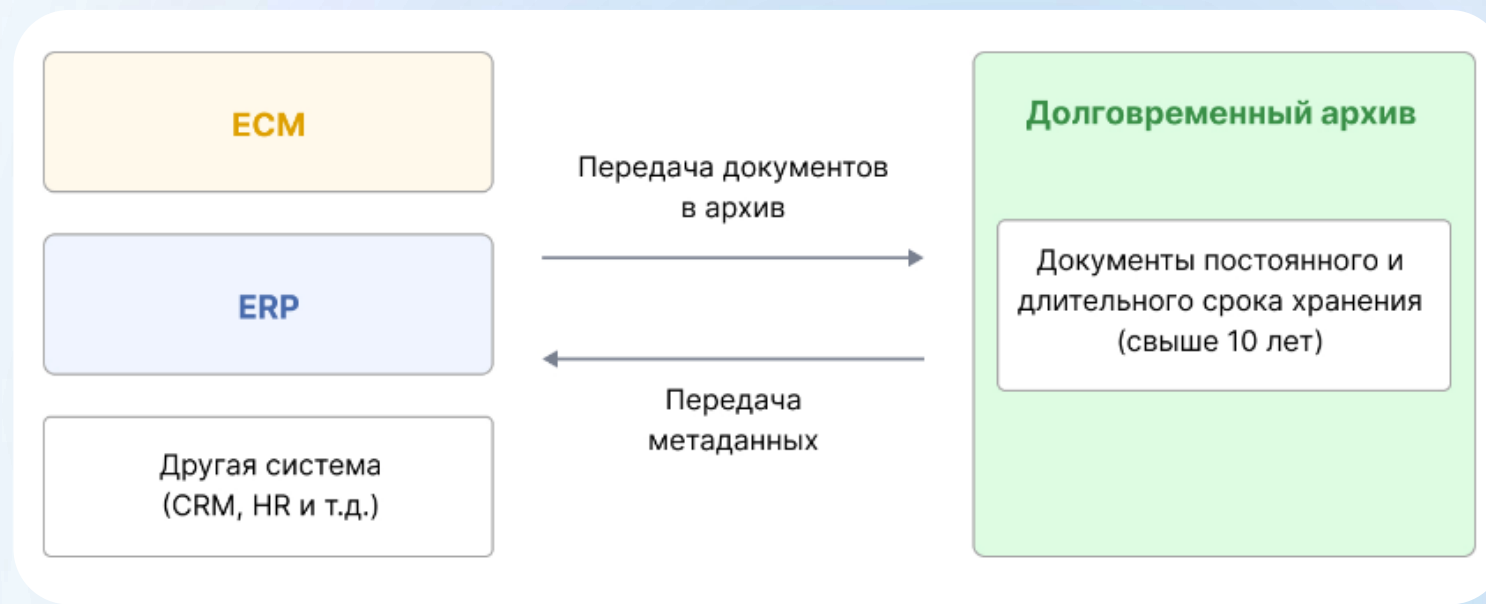 ECM
ERP
Другая система
(CRM, HR и т.д.)
Передача документов
в архив
Передача
метаданных
Долговременный архив
Документы постоянного и
длительного срока хранения
(свыше 10 лет)